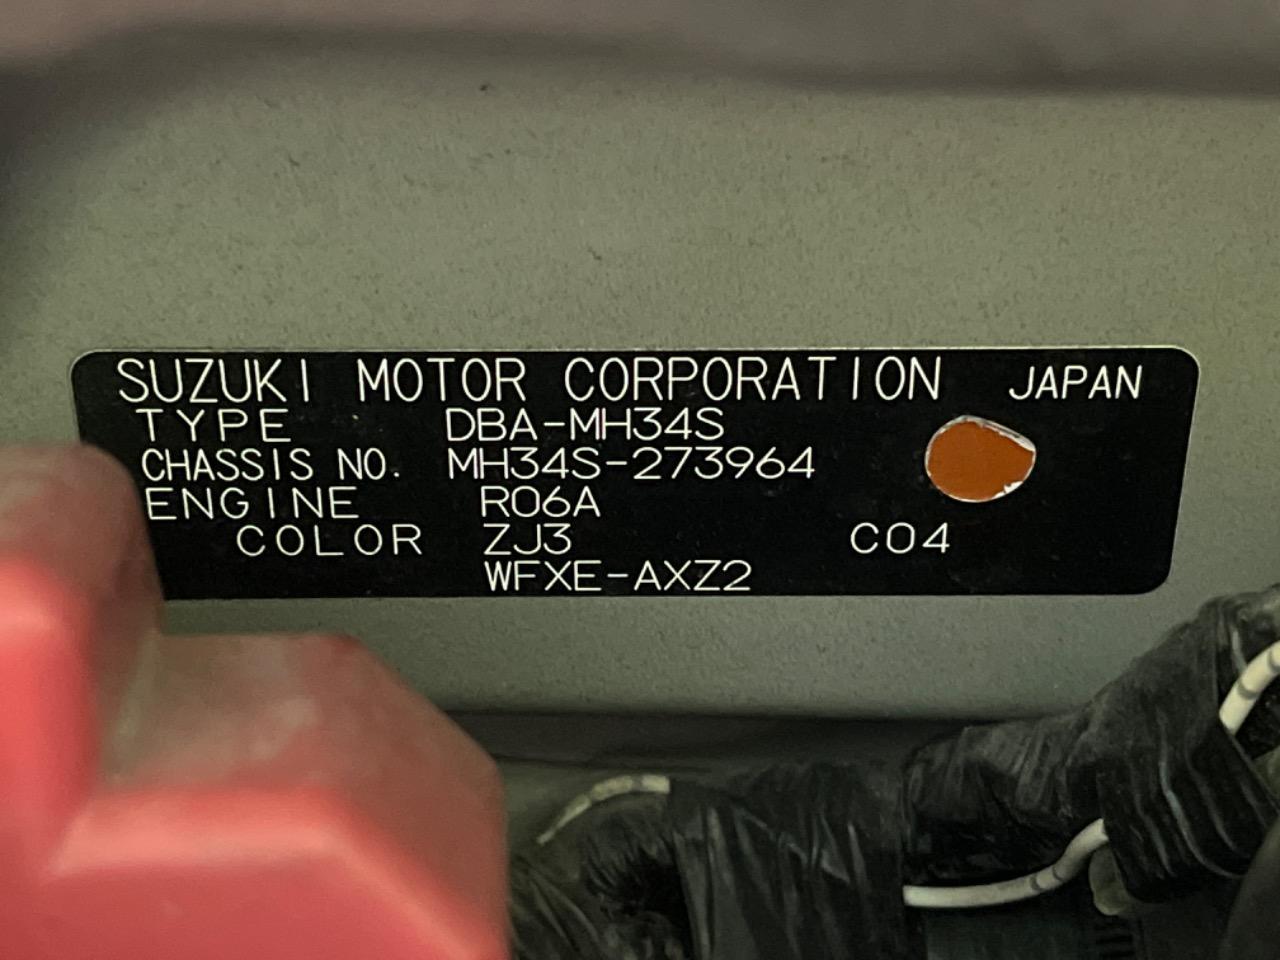 SUZUKI MOTOR CORPORATION JAPAN
TYPE DBA-MH34S
CHASSIS NO. MH34S-273964
ENGINE R06A
COLOR ZJ3 C04
WFXE-AXZ2